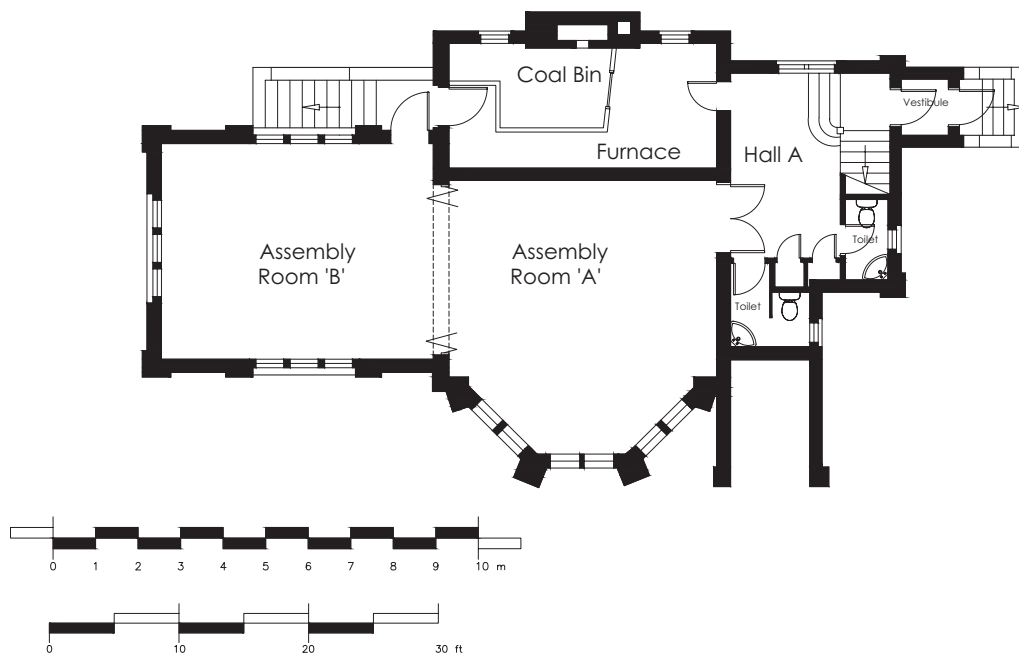 Coal Bin
Vestibule
Furnace
Hall A
Assembly
Room 'B'
Assembly
Room 'A'
Toilet
Toilet
0 1 2 3 4 5 6 7 8 9 10 m
0 10 20 30 ft